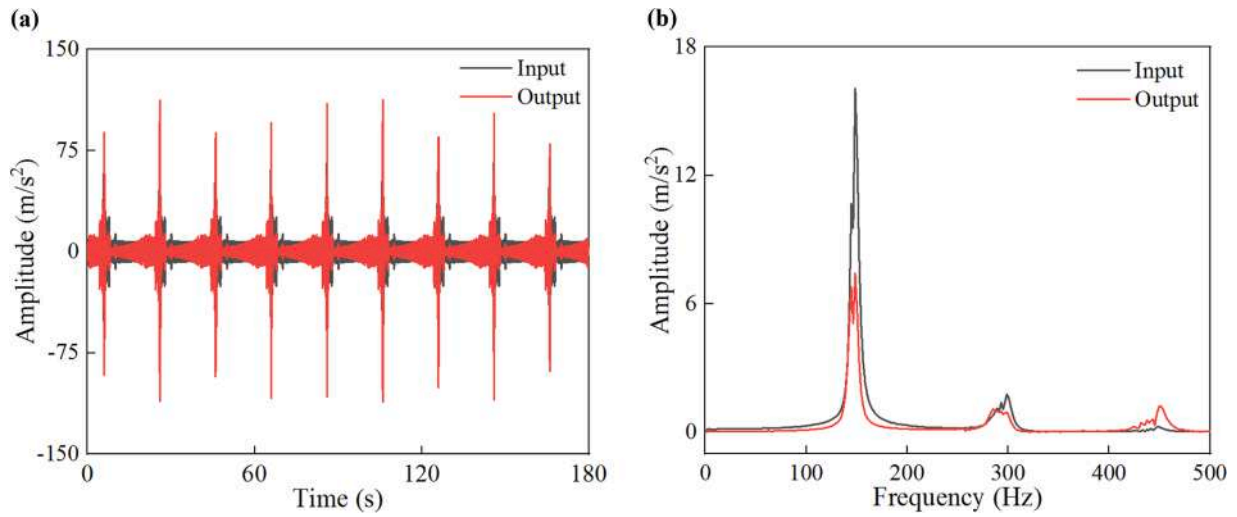 (a)
150
75
0
-75
-150
Amplitude (m/s²)
Input
Output
0
60
120
180
Time (s)
(b)
18
12
6
0
Amplitude (m/s²)
Input
Output
0
100
200
300
400
500
Frequency (Hz)